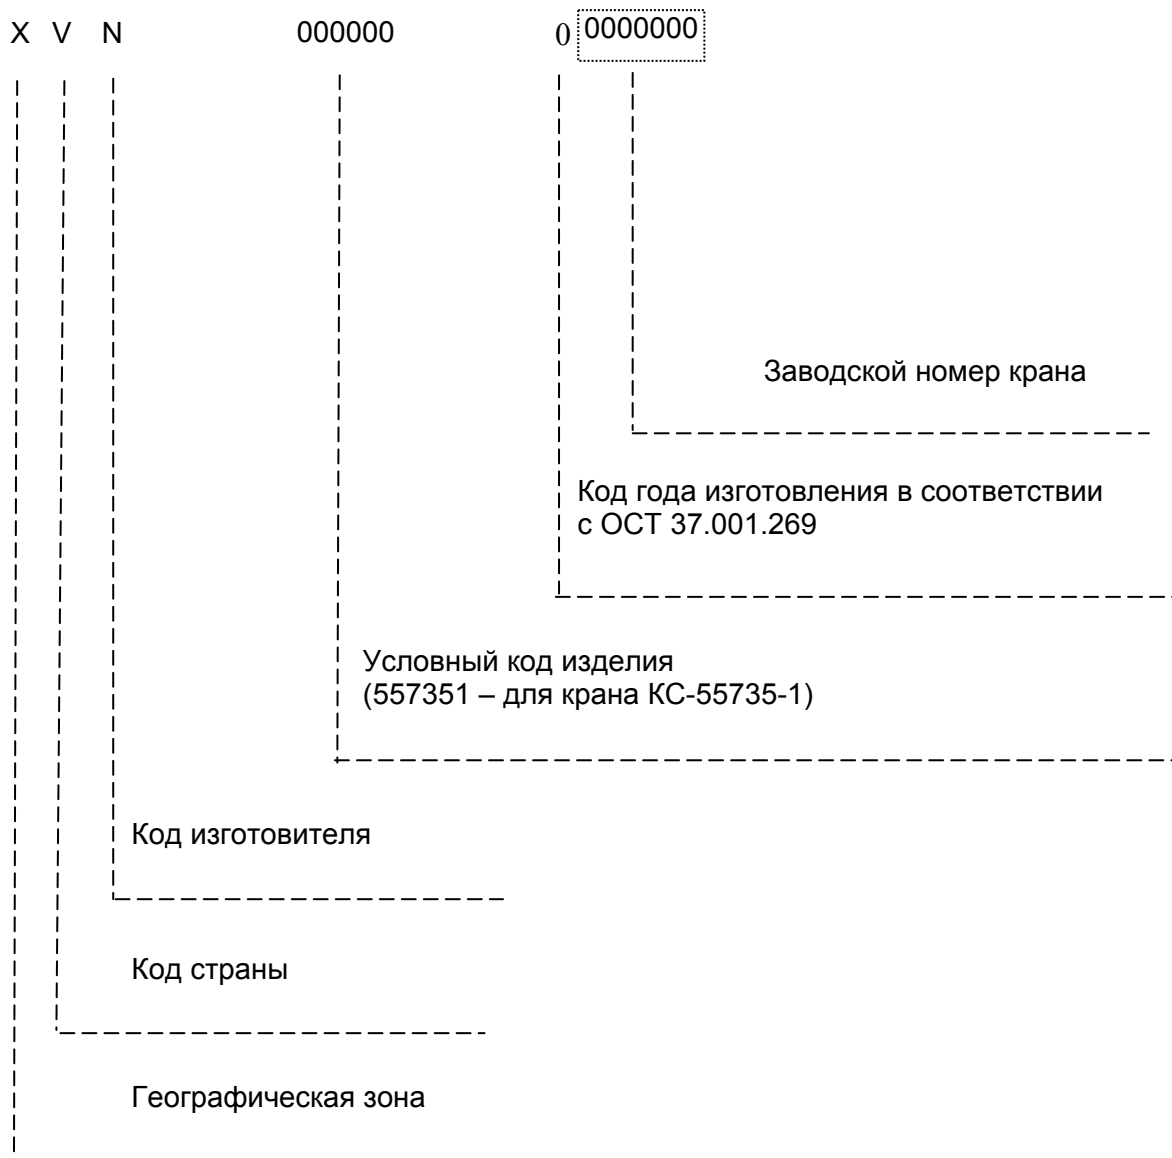 X V N 000000 0 0000000
Заводской номер крана
Код года изготовления в соответствии
с ОСТ 37.001.269
Условный код изделия
(557351 – для крана КС-55735-1)
Код изготовителя
Код страны
Географическая зона